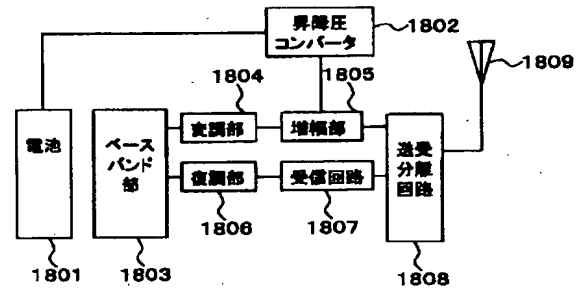 昇降圧
コンバータ
1802
1809
1804
1805
電池
ベース
バンド
部
変調部
増幅部
送受
分離
回路
復調部
受信回路
1806
1807
1801
1803
1808